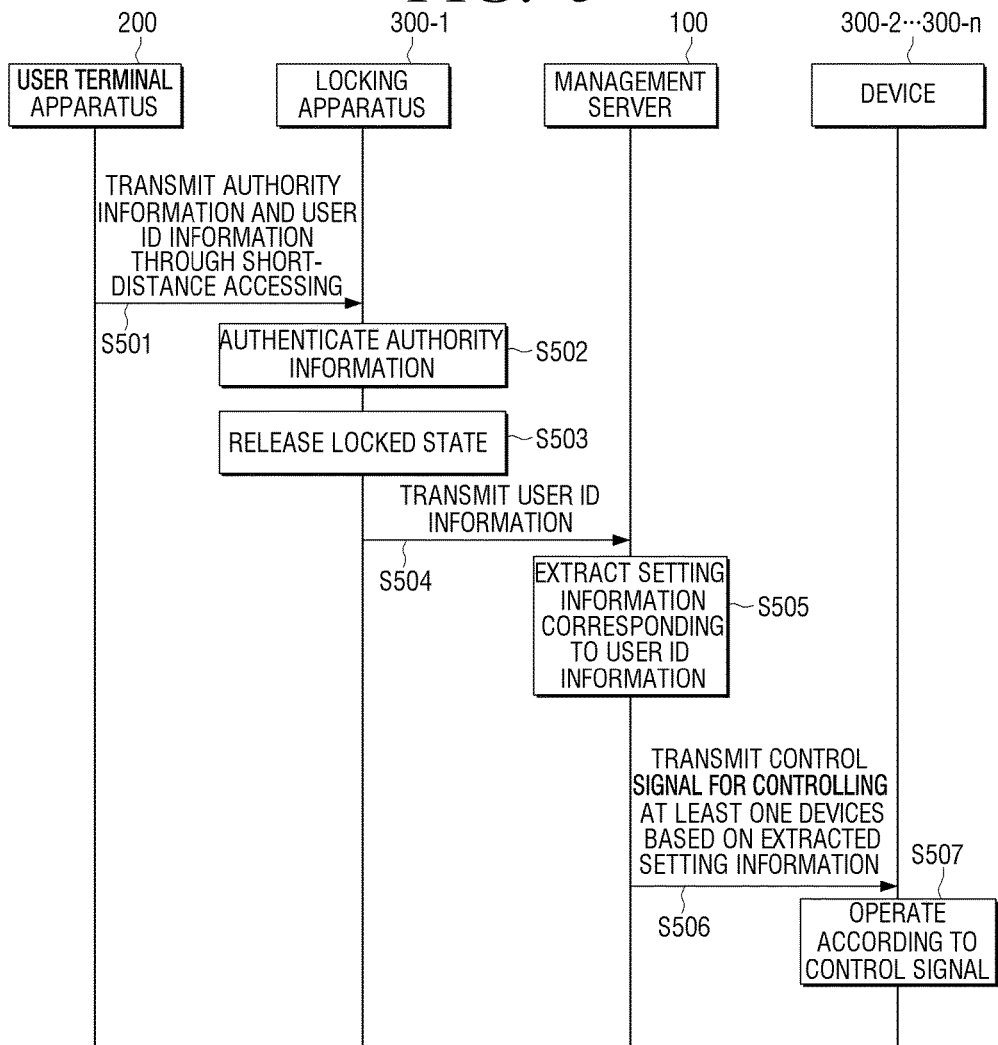 200
300-1
100
300-2···300-n
USER TERMINAL
APPARATUS
LOCKING
APPARATUS
MANAGEMENT
SERVER
DEVICE
TRANSMIT AUTHORITY
INFORMATION AND USER
ID INFORMATION
THROUGH SHORT-
DISTANCE ACCESSING
S501
AUTHENTICATE AUTHORITY
INFORMATION
S502
RELEASE LOCKED STATE
S503
TRANSMIT USER ID
INFORMATION
S504
EXTRACT SETTING
INFORMATION
CORRESPONDING
TO USER ID
INFORMATION
S505
TRANSMIT CONTROL
SIGNAL FOR CONTROLLING
AT LEAST ONE DEVICES
BASED ON EXTRACTED
SETTING INFORMATION
S506
S507
OPERATE
ACCORDING TO
CONTROL SIGNAL